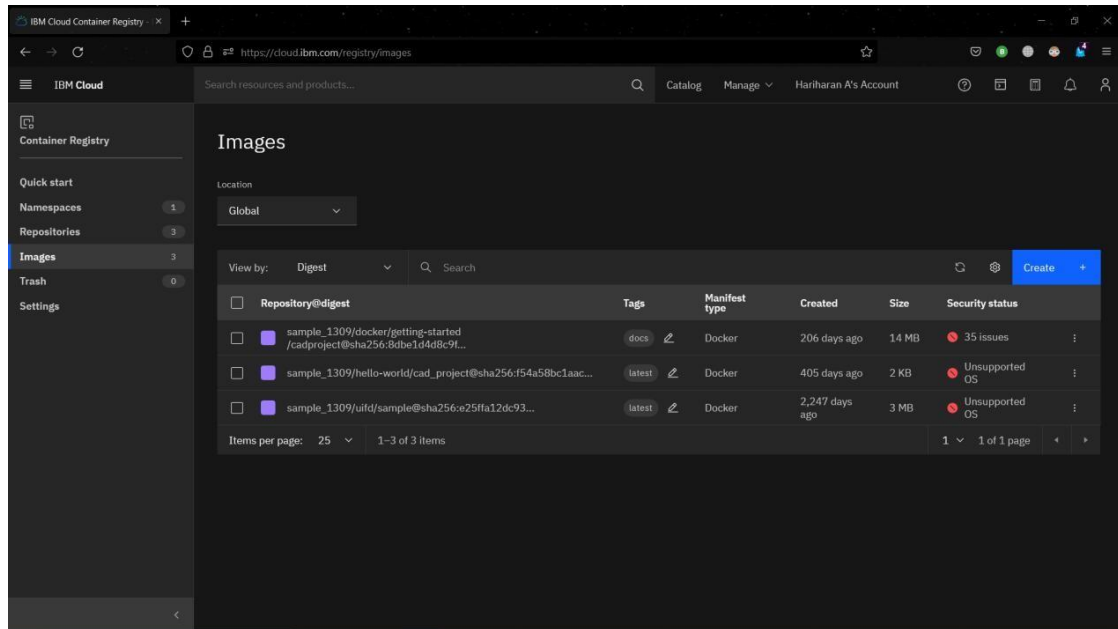 IBM Cloud Container Registry -
https://cloud.ibm.com/registry/images
4
IBM Cloud
Search resources and products...
Catalog
Manage
Hariharan A's Account
Container Registry
Quick start
Namespaces 1
Repositories 3
Images 3
Trash 0
Settings
Images
Location
Global
View by: Digest
Search
Create +
Repository@digest Tags Manifest type Created Size Security status
sample_1309/docker/getting-started
/cadproject@sha256:8dbe1d4d8c9f... docs Docker 206 days ago 14 MB 35 issues
sample_1309/hello-world/cad_project@sha256:f54a58bc1aac... latest Docker 405 days ago 2 KB Unsupported OS
sample_1309/uifd/sample@sha256:e25ffa12dc93... latest Docker 2,247 days ago 3 MB Unsupported OS
Items per page: 25 1–3 of 3 items 1 1 of 1 page